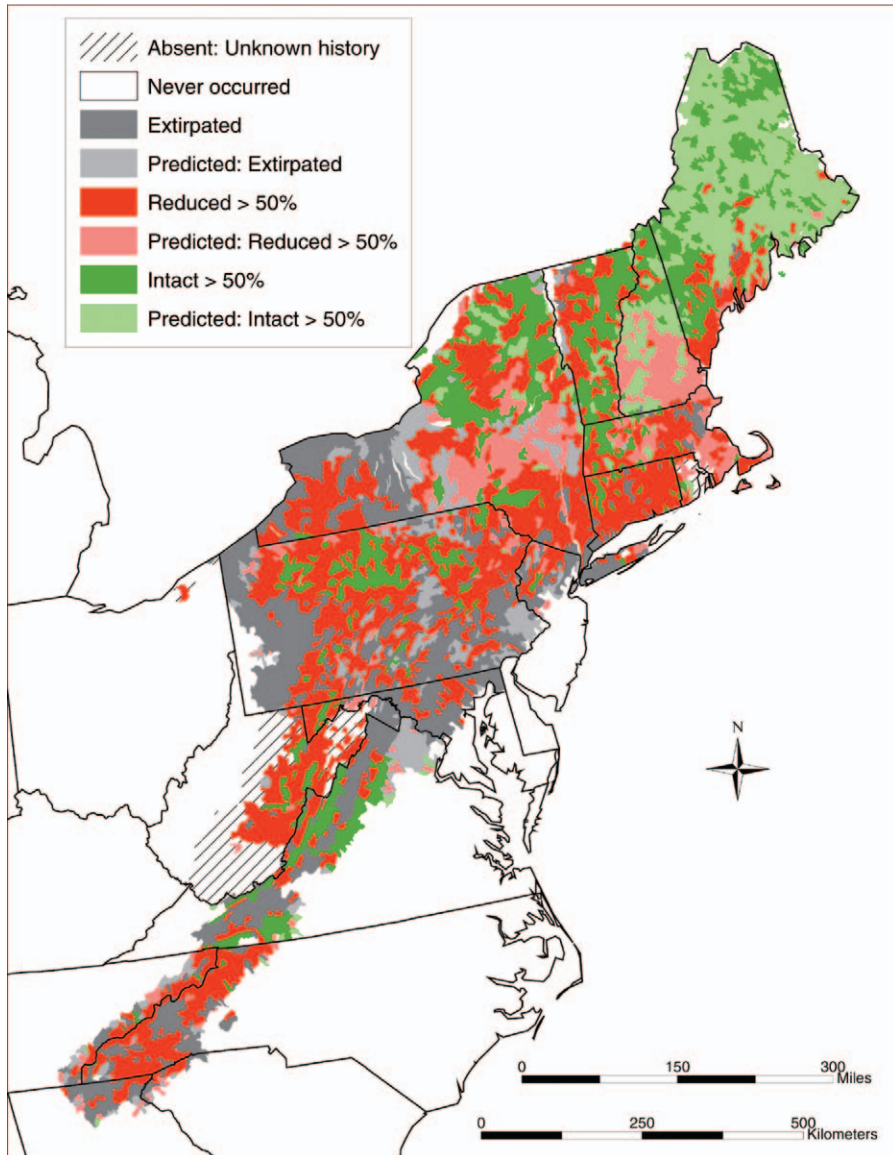 Absent: Unknown history
Never occurred
Extirpated
Predicted: Extirpated
Reduced > 50%
Predicted: Reduced > 50%
Intact > 50%
Predicted: Intact > 50%
N
0 150 300
Miles
0 250 500
Kilometers